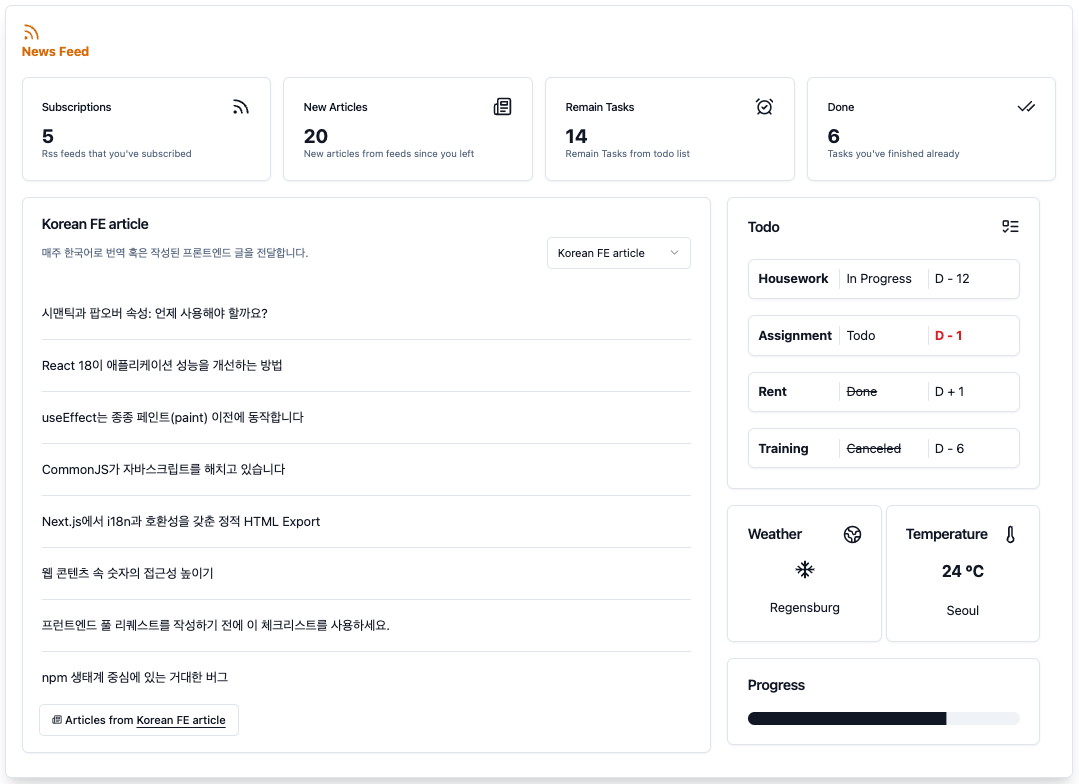 News Feed
Subscriptions
5
Rss feeds that you've subscribed
New Articles
20
New articles from feeds since you left
Remain Tasks
14
Remain Tasks from todo list
Done
6
Tasks you've finished already
Korean FE article
매주 한국어로 번역 혹은 작성된 프론트엔드 글을 전달합니다.
Korean FE article
시맨틱과 팝오버 속성: 언제 사용해야 할까요?
React 18이 애플리케이션 성능을 개선하는 방법
useEffect는 종종 페인트(paint) 이전에 동작합니다
CommonJS가 자바스크립트를 해치고 있습니다
Next.js에서 i18n과 호환성을 갖춘 정적 HTML Export
웹 콘텐츠 속 숫자의 접근성 높이기
프런트엔드 풀 리퀘스트를 작성하기 전에 이 체크리스트를 사용하세요.
npm 생태계 중심에 있는 거대한 버그
Articles from Korean FE article
Todo
Housework In Progress D - 12
Assignment Todo D - 1
Rent Done D + 1
Training Canceled D - 6
Weather
Regensburg
Temperature
24 ºC
Seoul
Progress